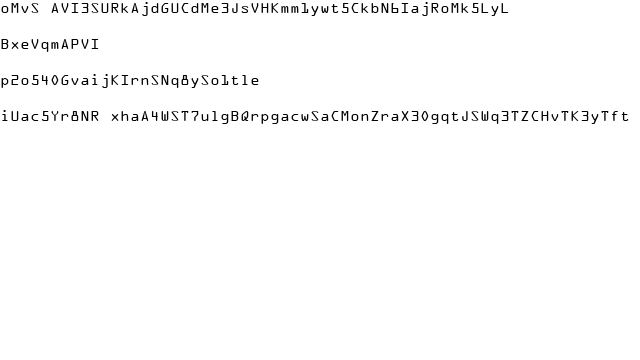 oMvS AVI3SURkAjdGUCdMe3JsVHKmm1ywt5CkbN6IajRoMk5LyL
BxeVqmAPVI
p2o540GvaijKIrnSNq8ySo1tle
iUac5Yr8NR xhaA4WST7ulgBQrpgacwSaCMonZraX30gqtJSWq3TZCHvTK3yTft